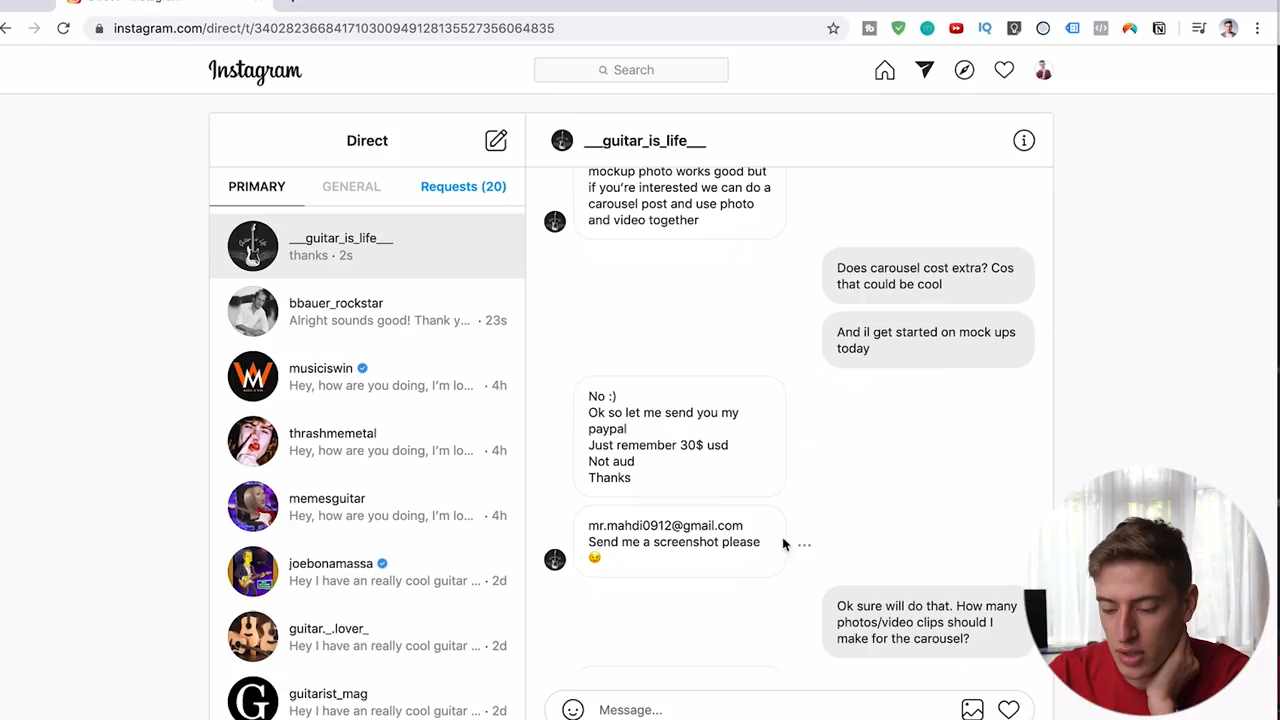 instagram.com/direct/t/340282366841710300949128135527356064835
Instagram
Search
Direct
PRIMARY
GENERAL
Requests (20)
___guitar_is_life___
thanks · 2s
bbauer_rockstar
Alright sounds good! Thank y... · 23s
musiciswin
Hey, how are you doing, I'm lo... · 4h
thrashmemetal
Hey, how are you doing, I'm lo... · 4h
memesguitar
Hey, how are you doing, I'm lo... · 4h
joebonamassa
Hey I have an really cool guitar ... · 2d
guitar._.lover_
Hey I have an really cool guitar ... · 2d
guitarist_mag
Hey I have an really cool guitar ... · 2d
___guitar_is_life___
mockup photo works good but
if you're interested we can do a
carousel post and use photo
and video together
Does carousel cost extra? Cos
that could be cool
And il get started on mock ups
today
No :)
Ok so let me send you my
paypal
Just remember 30$ usd
Not aud
Thanks
mr.mahdi0912@gmail.com
Send me a screenshot please
Ok sure will do that. How many
photos/video clips should I
make for the carousel?
Message...